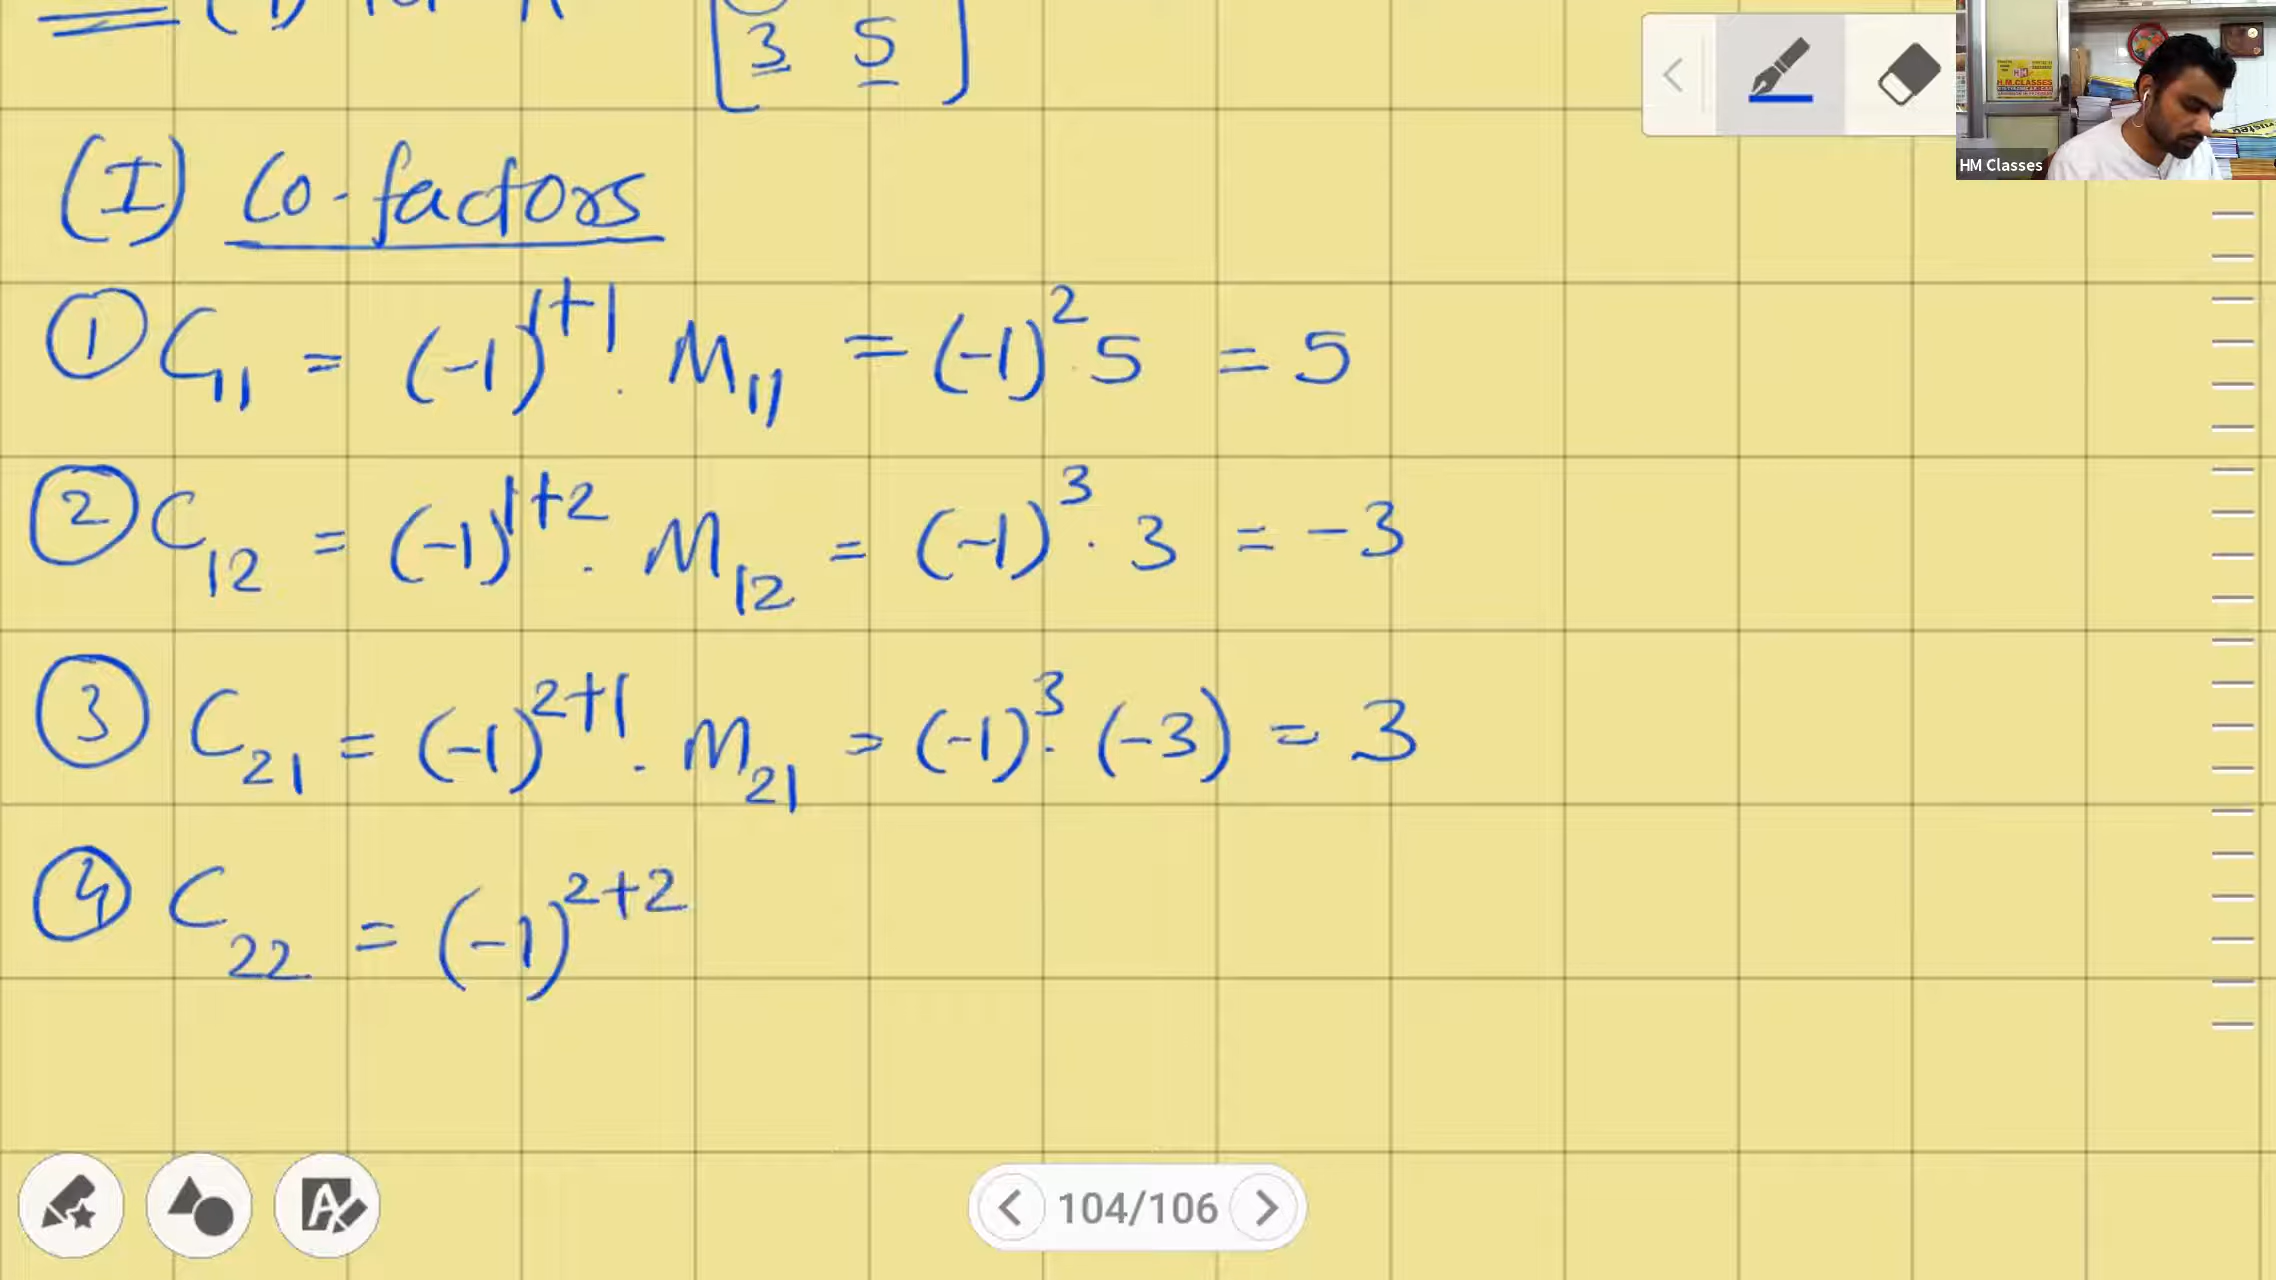 3 5
(I) Co-factors
① C₁₁ = (-1)¹⁺¹ . M₁₁ = (-1)² . 5 = 5
② C₁₂ = (-1)¹⁺² . M₁₂ = (-1)³ . 3 = -3
③ C₂₁ = (-1)²⁺¹ . M₂₁ = (-1)³ . (-3) = 3
④ C₂₂ = (-1)²⁺²
104/106
HM
H.M.CLASSES
HM Classes